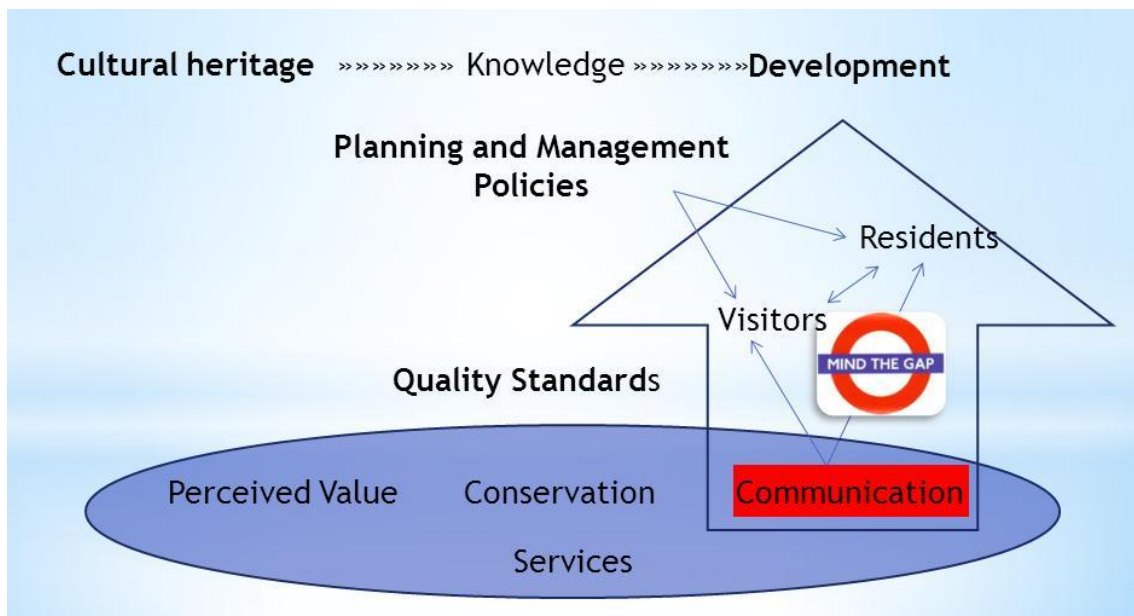 Cultural heritage »»»»»»» Knowledge »»»»»»»Development
Planning and Management
Policies
Residents
Visitors
MIND THE GAP
Quality Standards
Perceived Value Conservation Communication
Services